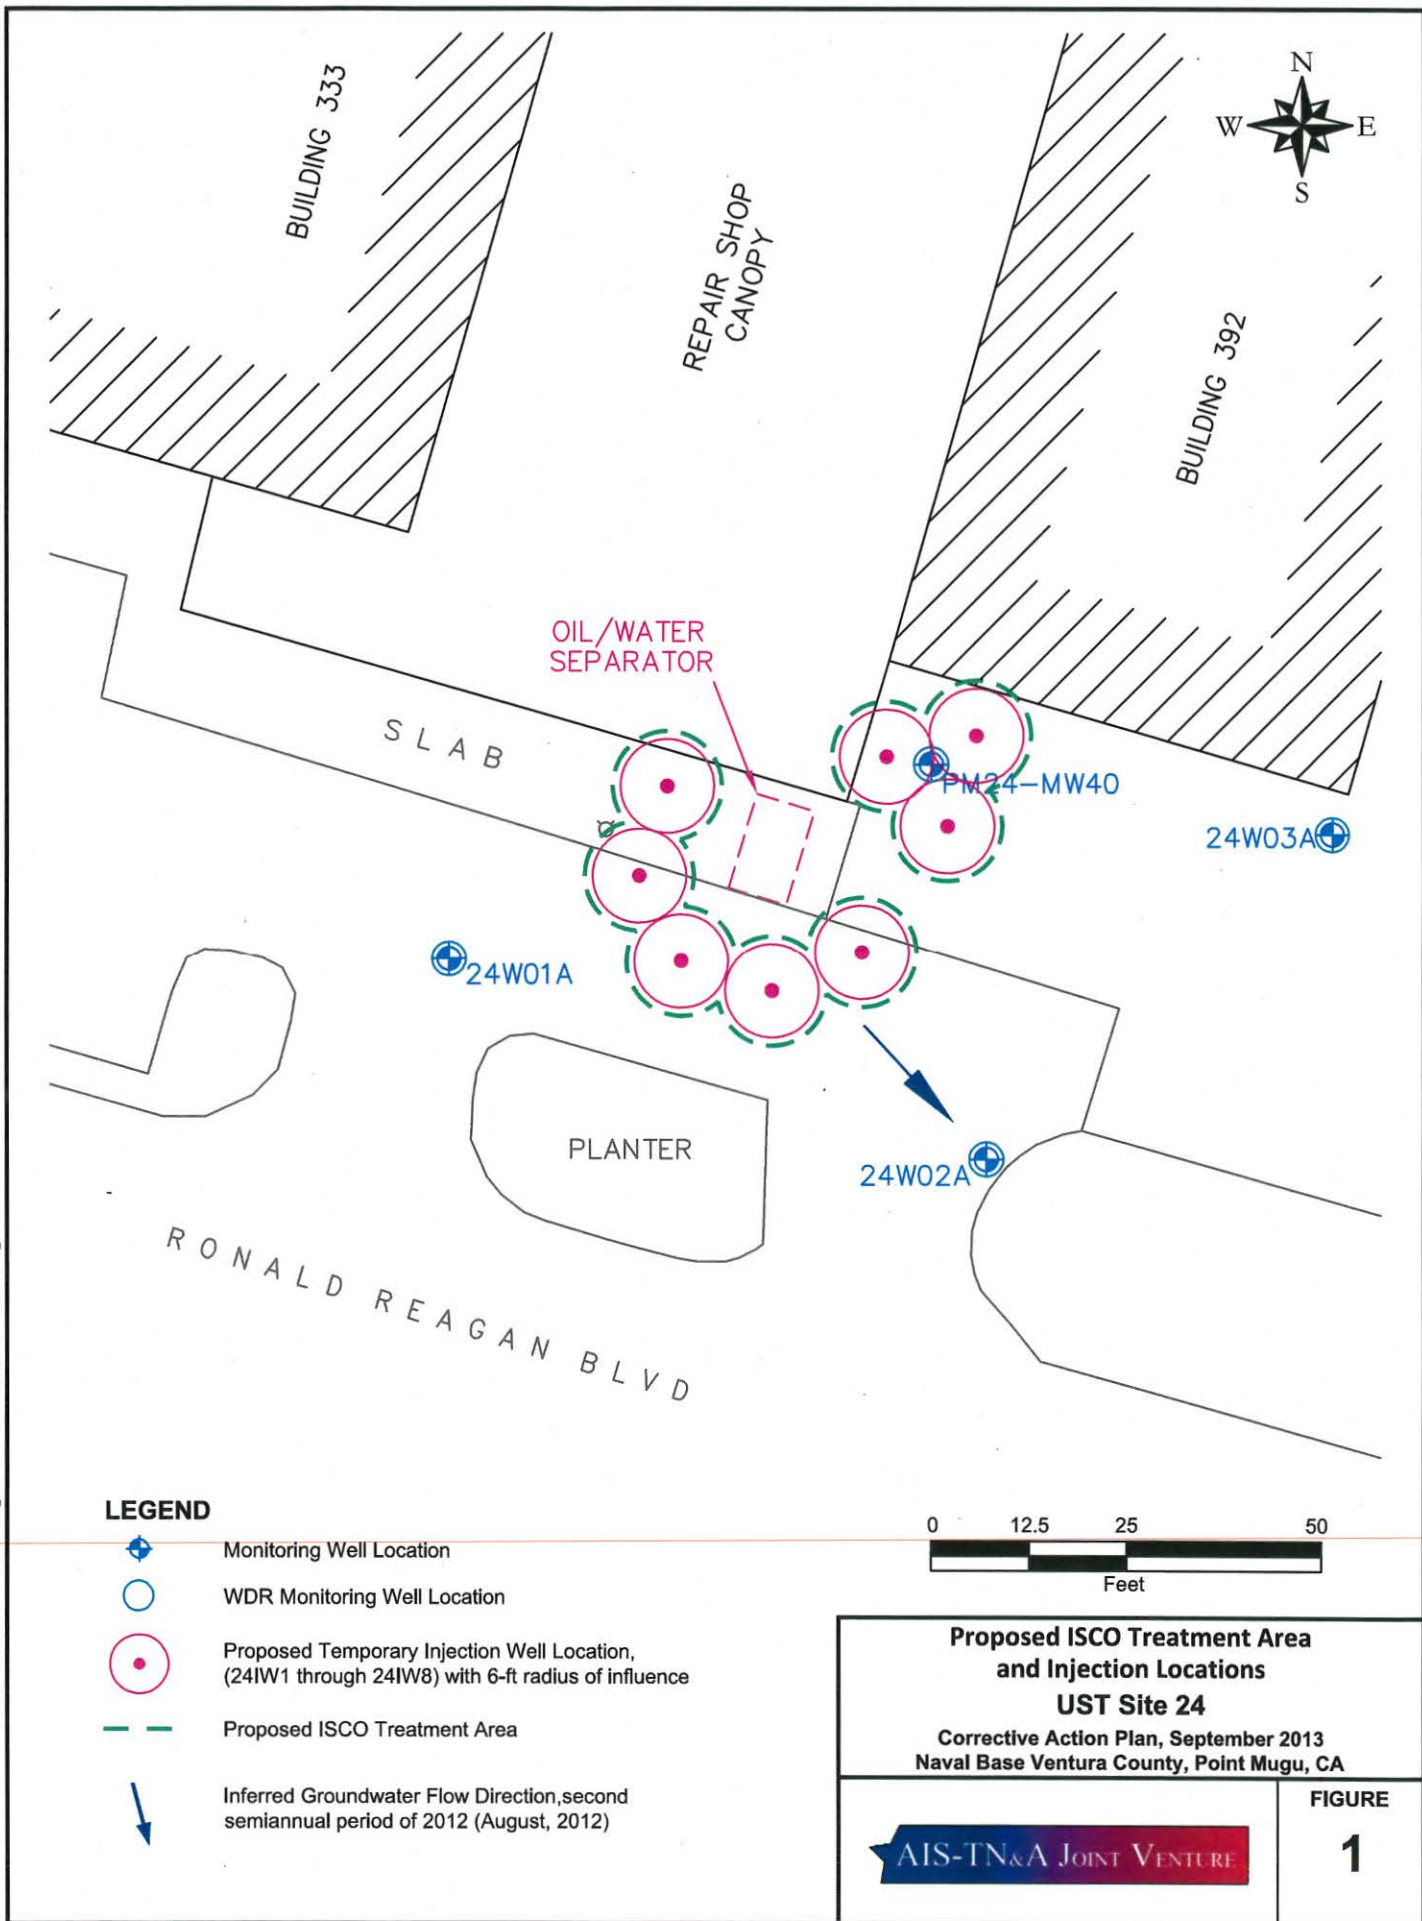 BUILDING 333
N
W
E
S
REPAIR SHOP
CANOPY
BUILDING 392
OIL/WATER
SEPARATOR
SLAB
PM24-MW40
24W03A
24W01A
PLANTER
24W02A
RONALD REAGAN BLVD
LEGEND
Monitoring Well Location
WDR Monitoring Well Location
Proposed Temporary Injection Well Location,
(24IW1 through 24IW8) with 6-ft radius of influence
Proposed ISCO Treatment Area
Inferred Groundwater Flow Direction,second
semiannual period of 2012 (August, 2012)
0 12.5 25 50
Feet
Proposed ISCO Treatment Area
and Injection Locations
UST Site 24
Corrective Action Plan, September 2013
Naval Base Ventura County, Point Mugu, CA
AIS-TN&A JOINT VENTURE
FIGURE
1